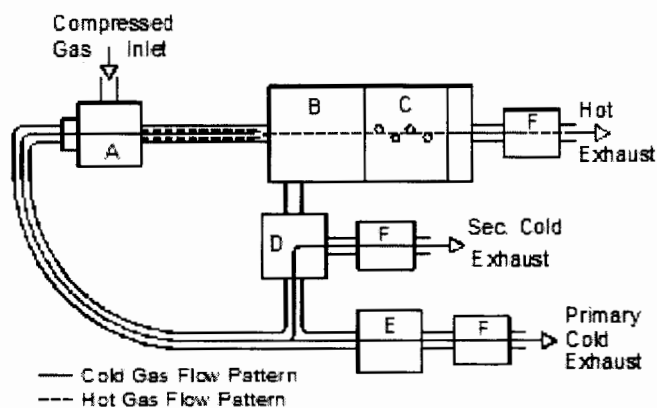 Compressed
Gas Inlet
A
B
C
F
Hot
Exhaust
D
F
Sec. Cold
Exhaust
E
F
Primary
Cold
Exhaust
Cold Gas Flow Pattern
Hot Gas Flow Pattern